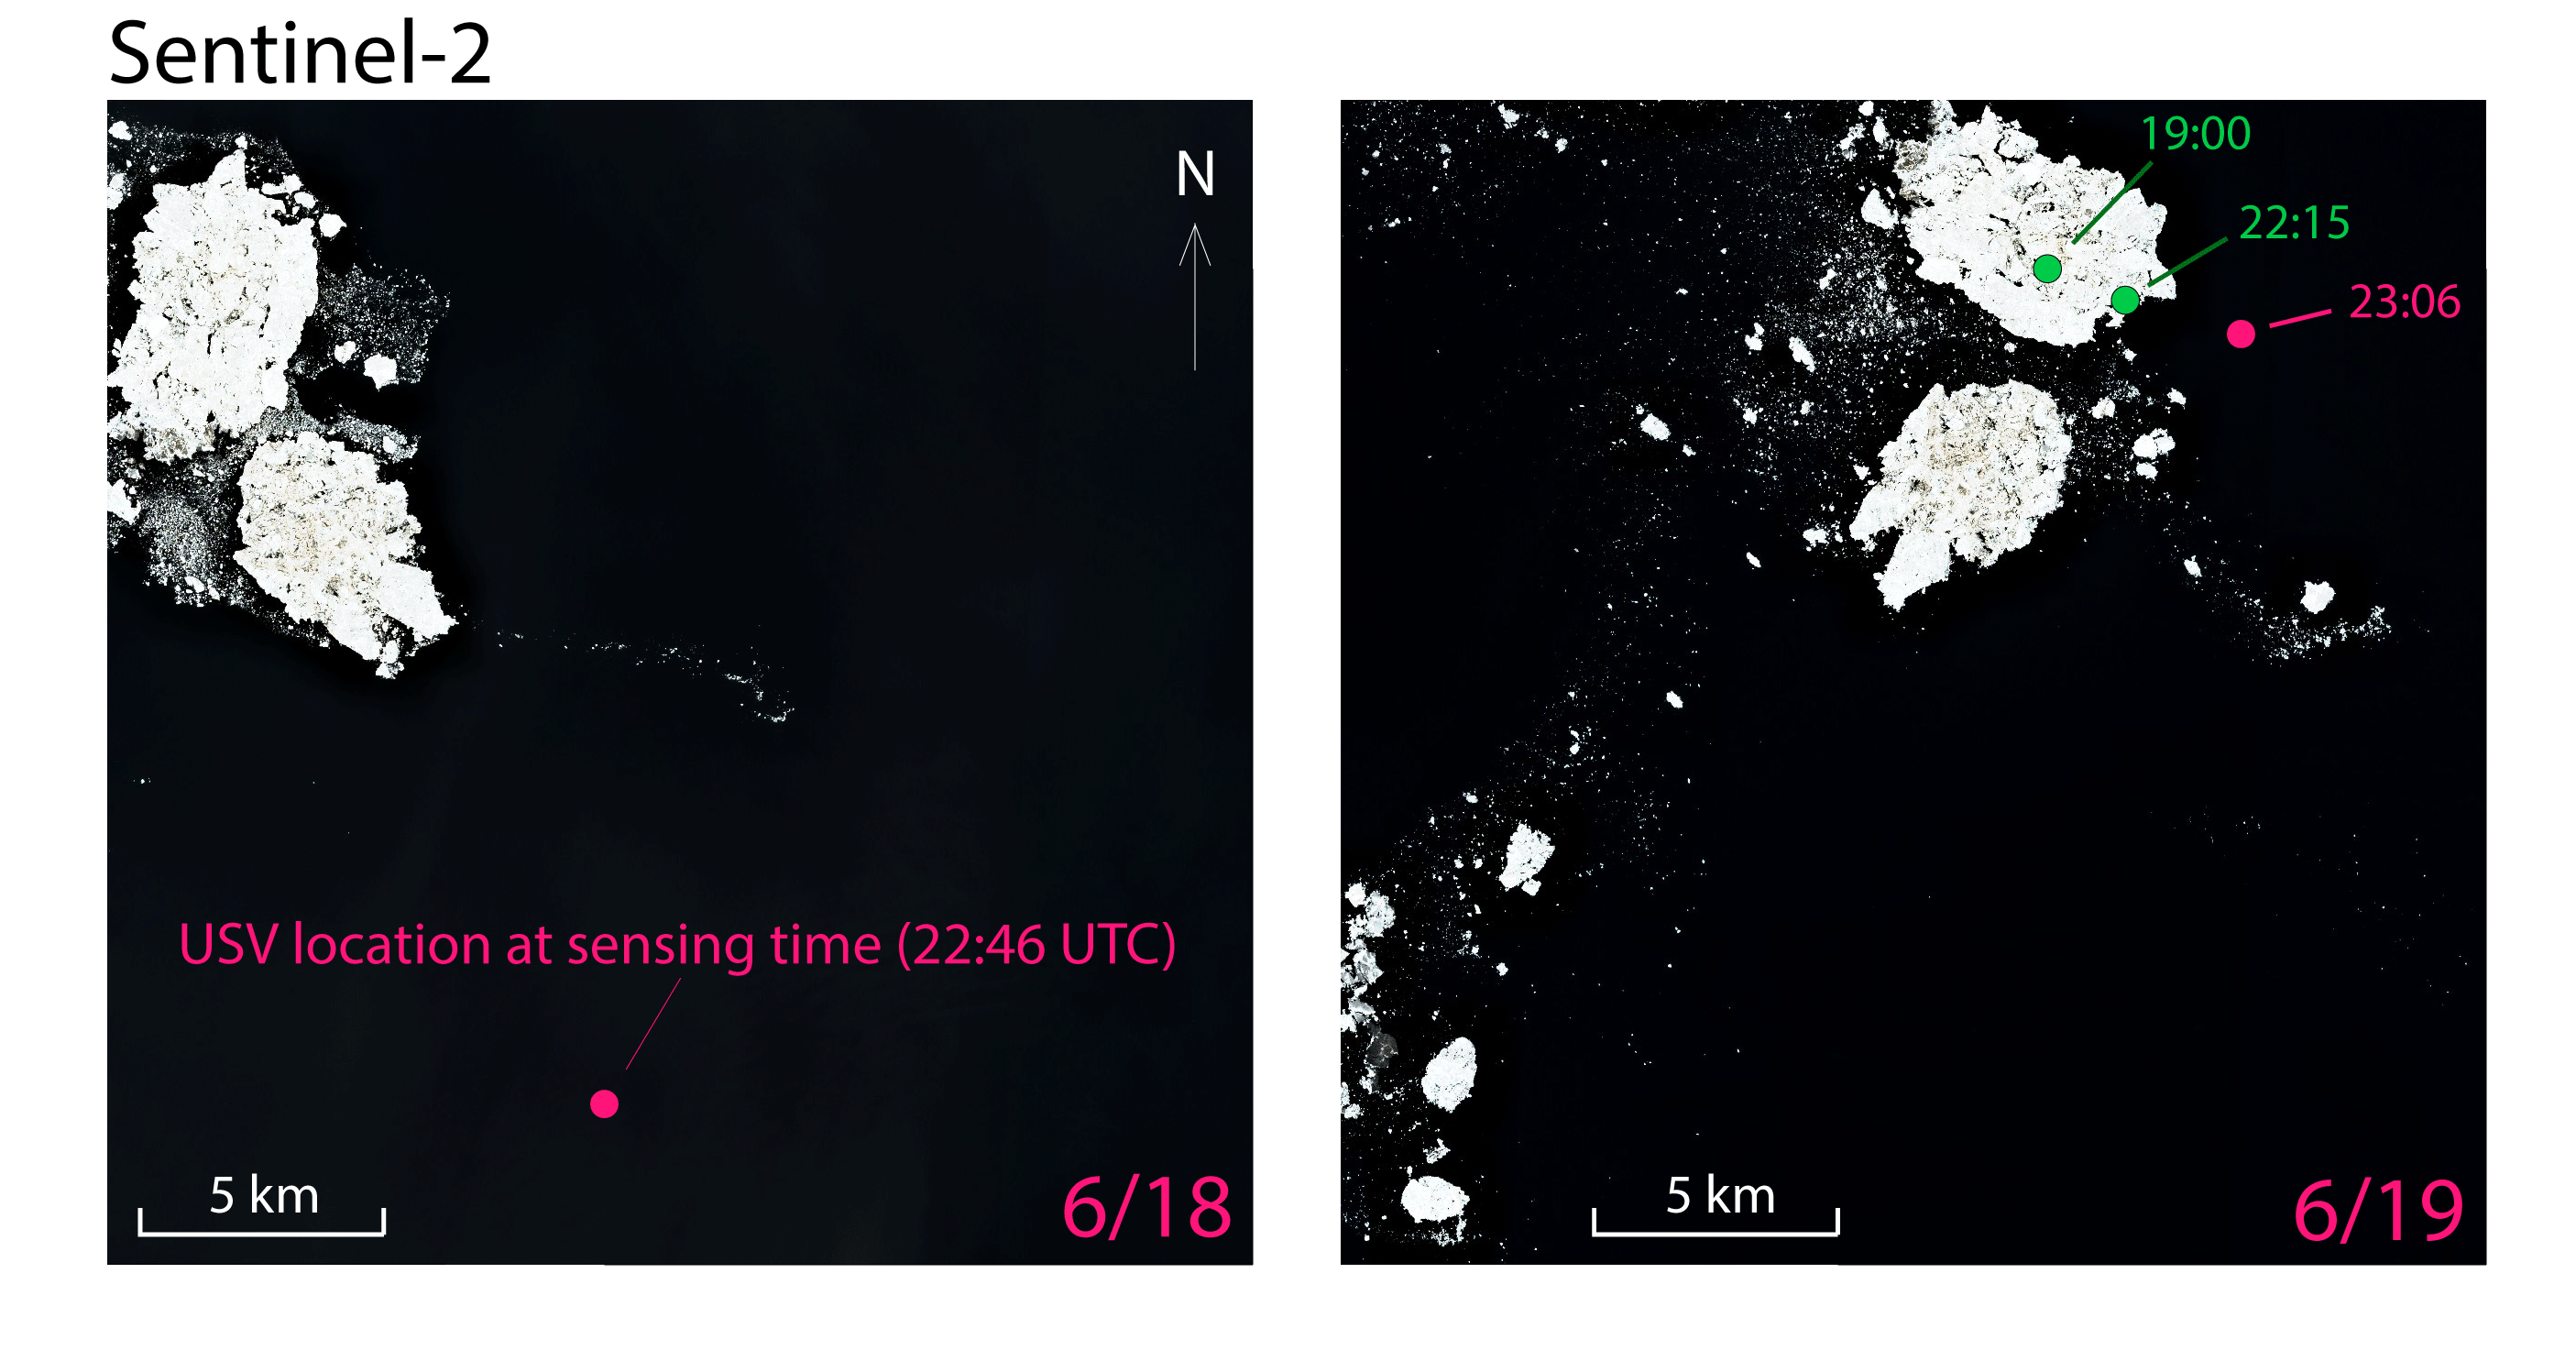 Sentinel-2
N
USV location at sensing time (22:46 UTC)
5 km
6/18
19:00
22:15
23:06
5 km
6/19